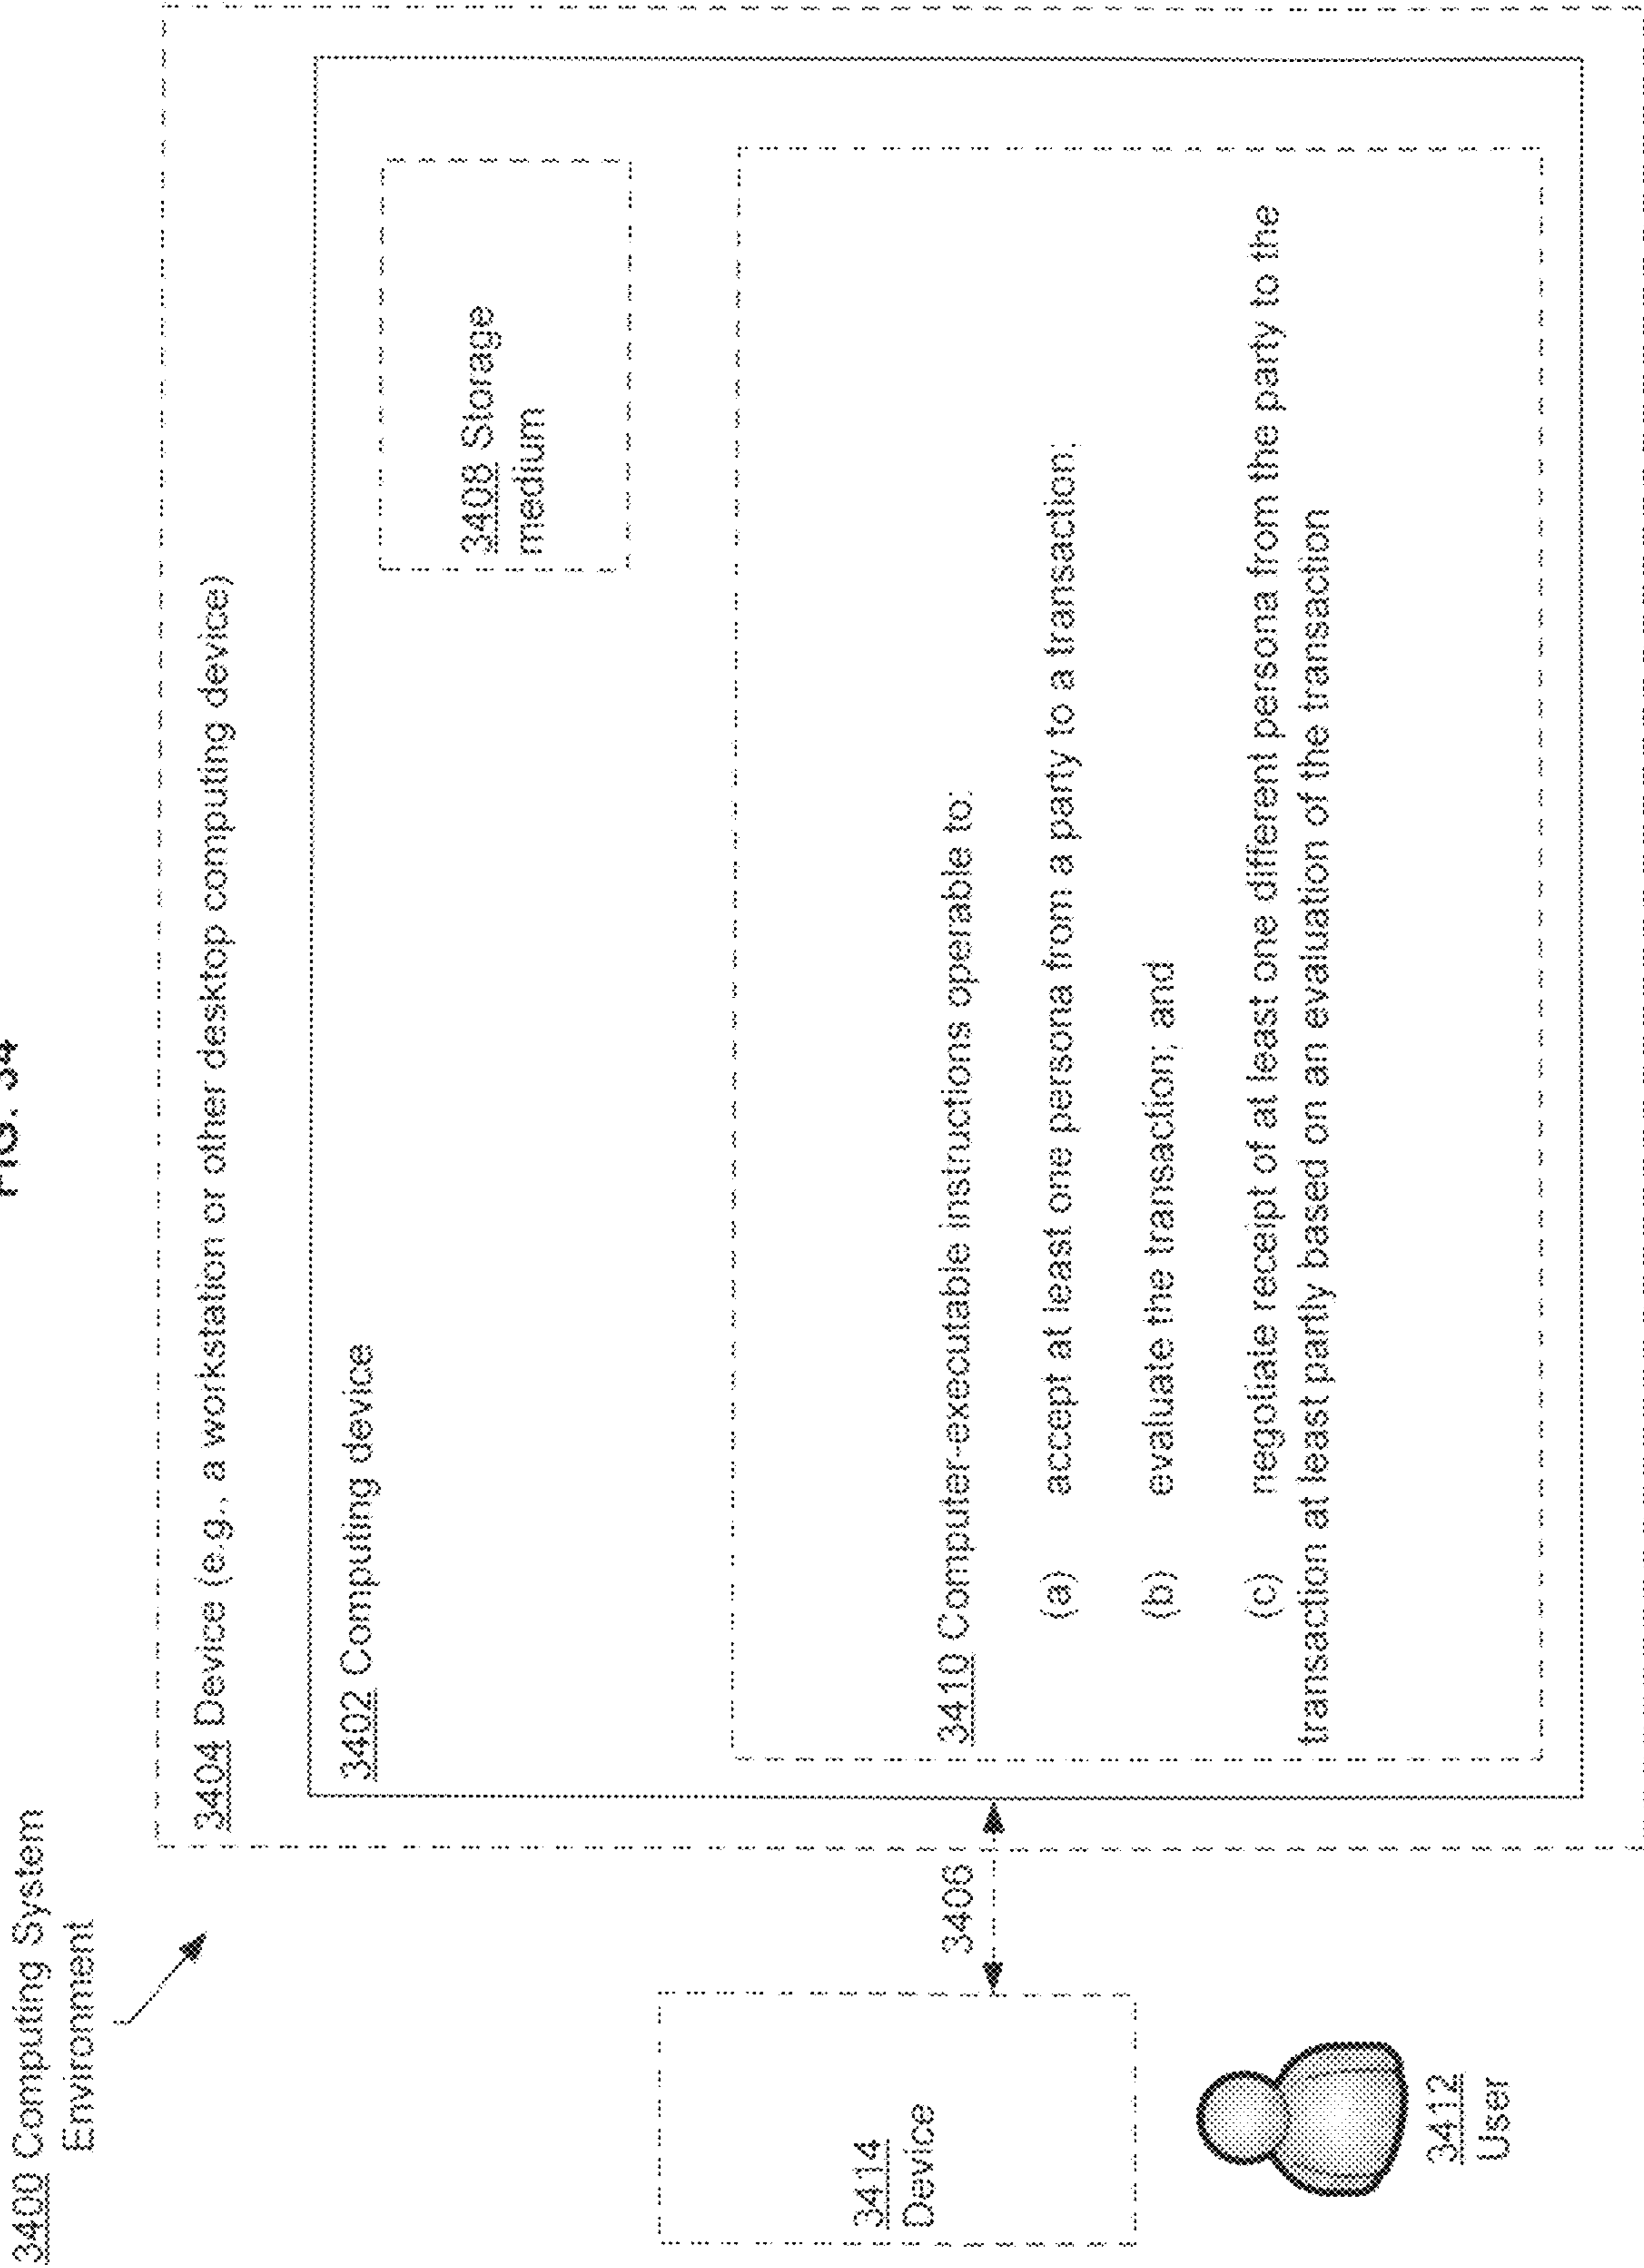 FIG. 34
3400 Computing System
Environment
3404 Device (e.g., a workstation or other desktop computing device)
3402 Computing device
3408 Storage
medium
3410 Computer-executable instructions operable to:
(a) accept at least one persona from a party to a transaction;
(b) evaluate the transaction; and
(c) negotiate receipt of at least one different persona from the party to the
transaction at least partly based on an evaluation of the transaction
3406
3414
Device
3412
User